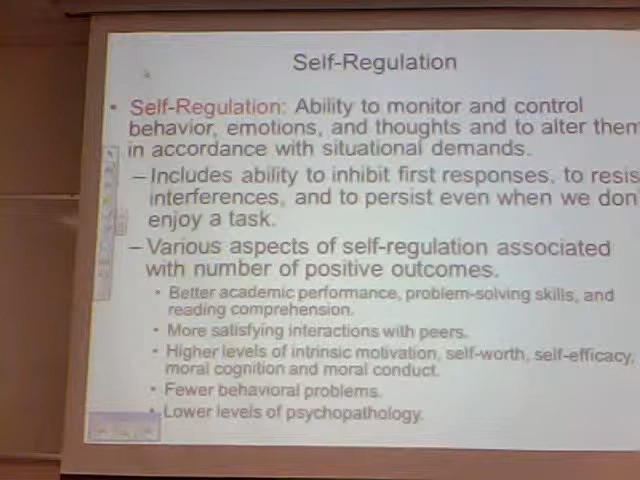 Self-Regulation
• Self-Regulation: Ability to monitor and control
behavior, emotions, and thoughts and to alter them
in accordance with situational demands.
– Includes ability to inhibit first responses, to resis
interferences, and to persist even when we don
enjoy a task.
– Various aspects of self-regulation associated
with number of positive outcomes.
• Better academic performance, problem-solving skills, and
reading comprehension.
• More satisfying interactions with peers.
• Higher levels of intrinsic motivation, self-worth, self-efficacy,
moral cognition and moral conduct.
• Fewer behavioral problems.
• Lower levels of psychopathology.